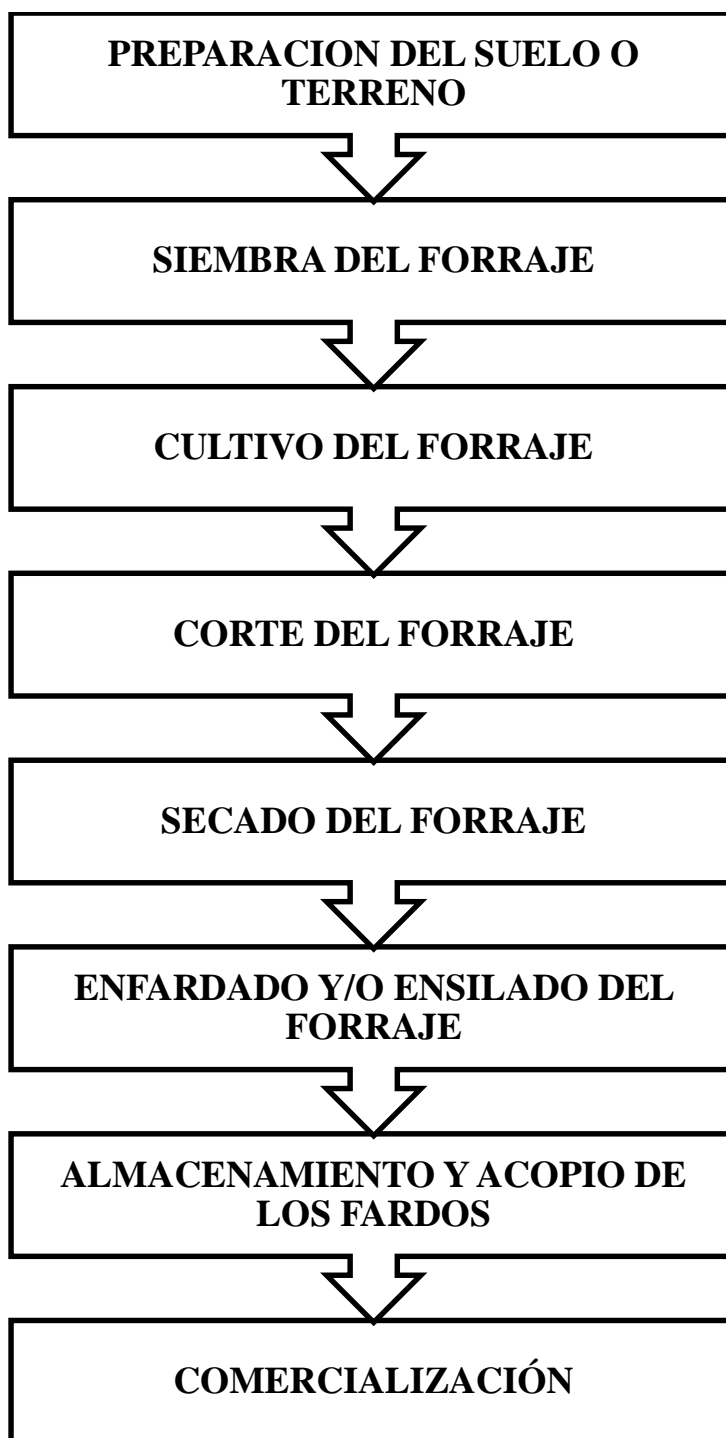 PREPARACION DEL SUELO O
TERRENO
SIEMBRA DEL FORRAJE
CULTIVO DEL FORRAJE
CORTE DEL FORRAJE
SECADO DEL FORRAJE
ENFARDADO Y/O ENSILADO DEL
FORRAJE
ALMACENAMIENTO Y ACOPIO DE
LOS FARDOS
COMERCIALIZACIÓN